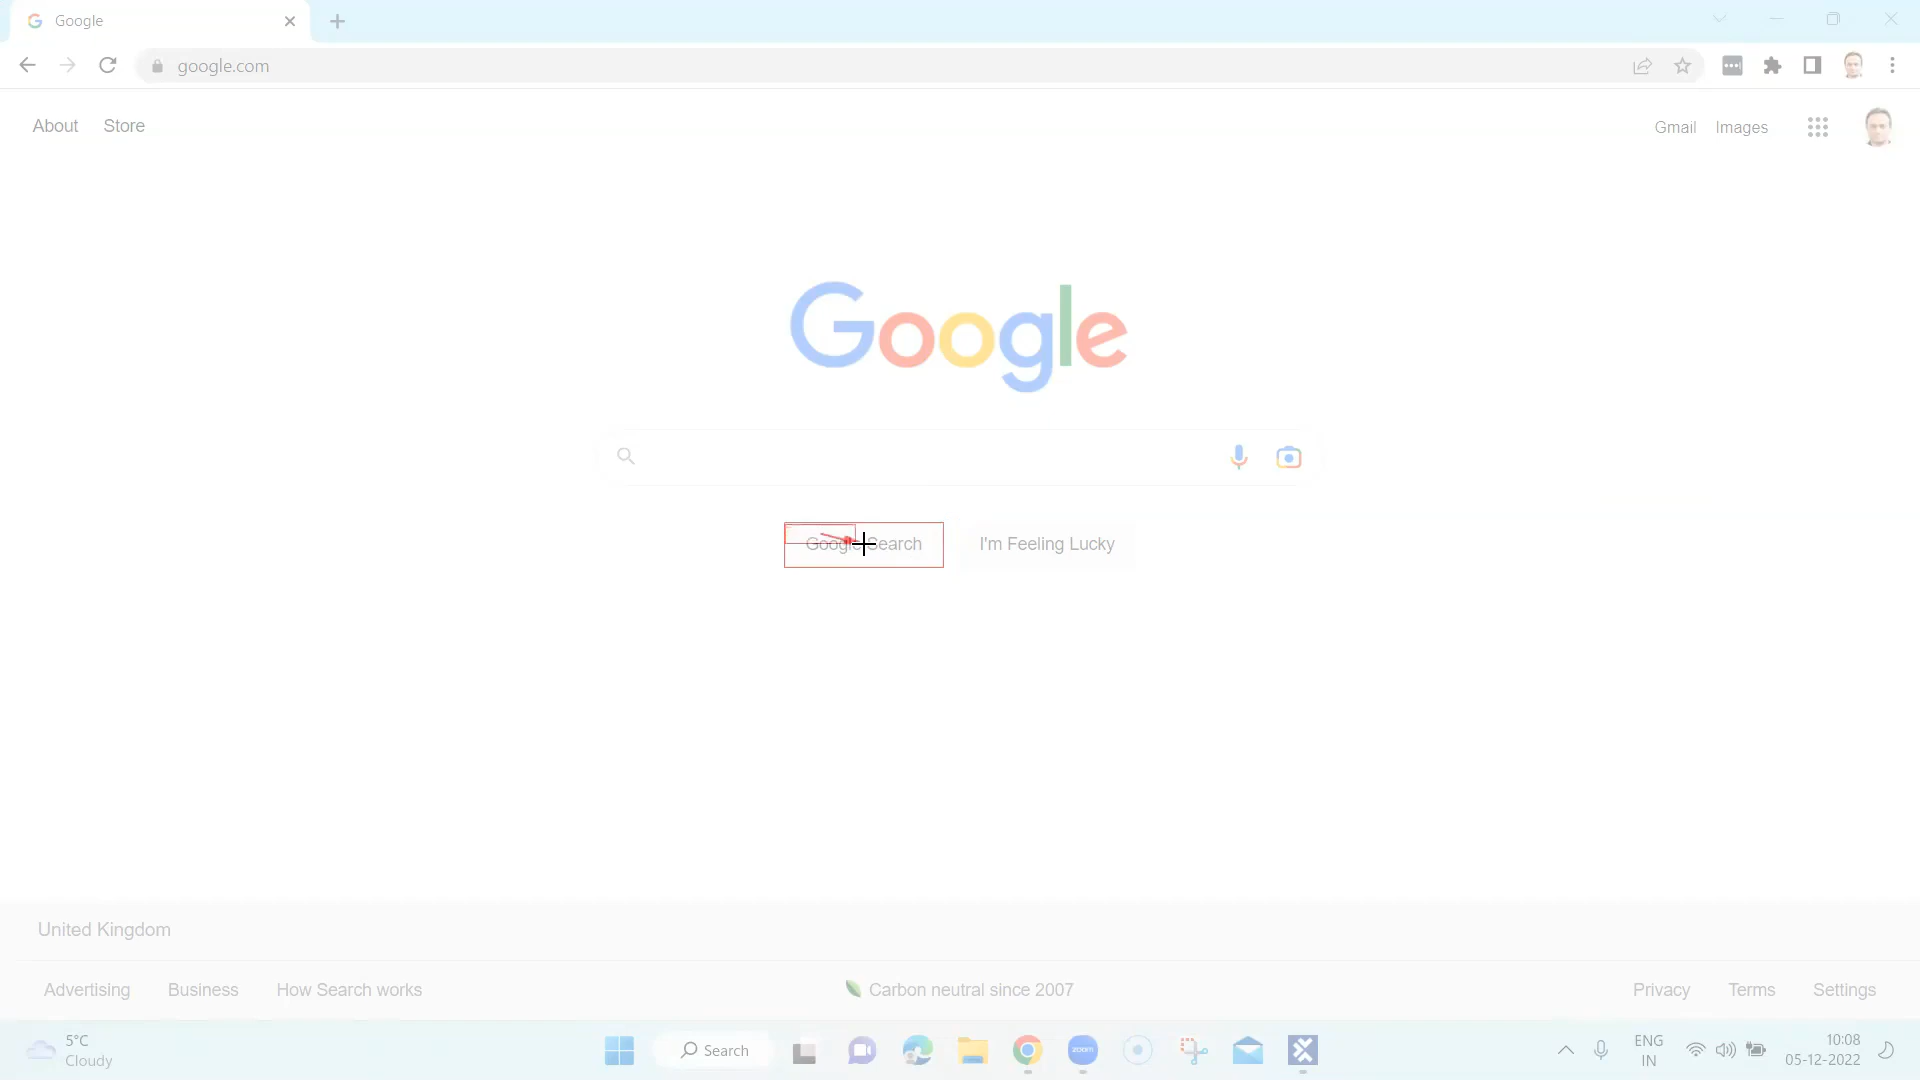 Google
google.com
About Store
Gmail Images
Google
Google Search I'm Feeling Lucky
United Kingdom
Advertising Business How Search works
Carbon neutral since 2007
Privacy Terms Settings
5°C
Cloudy
Search
zoom
ENG
IN
10:08
05-12-2022